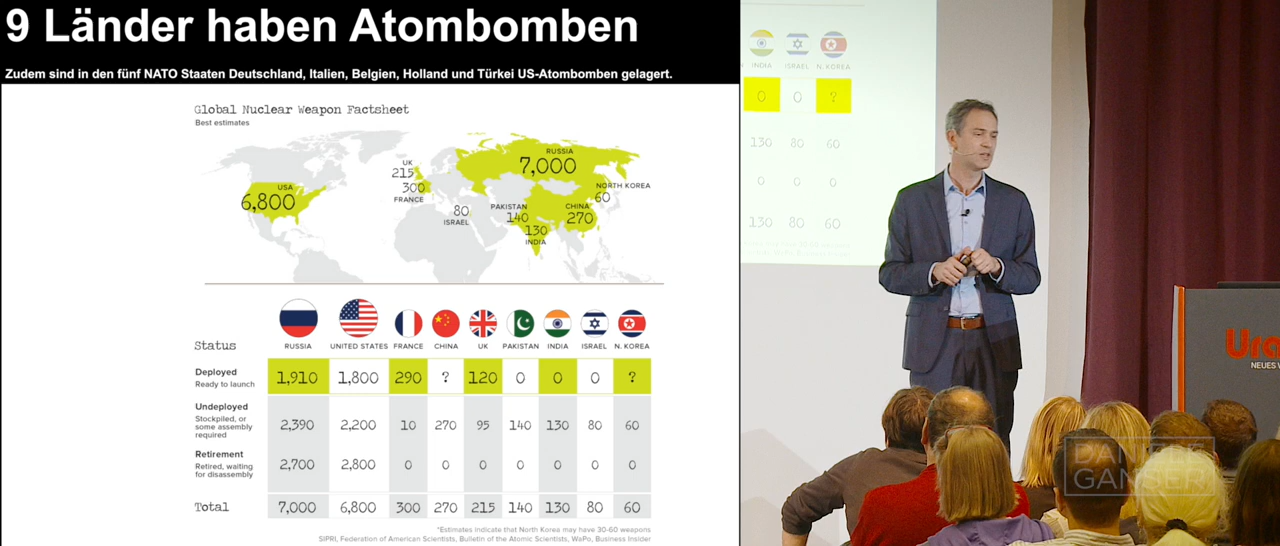 9 Länder haben Atombomben
Zudem sind in den fünf NATO Staaten Deutschland, Italien, Belgien, Holland und Türkei US-Atombomben gelagert.
Global Nuclear Weapon Factsheet
Best estimates
RUSSIA
7,000
UK
215
300
FRANCE
USA
6,800
NORTH KOREA
60
80
ISRAEL
PAKISTAN
140
CHINA
270
130
INDIA
Status
RUSSIA UNITED STATES FRANCE CHINA UK PAKISTAN INDIA ISRAEL N. KOREA
Deployed
Ready to launch
1,910 1,800 290 ? 120 0 0 0 ?
Undeployed
Stockpiled, or
some assembly
required
2,390 2,200 10 270 95 140 130 80 60
Retirement
Retired, waiting
for disassembly
2,700 2,800 0 0 0 0 0 0 0
Total 7,000 6,800 300 270 215 140 130 80 60
*Estimates indicate that North Korea may have 30-60 weapons
SIPRI, Federation of American Scientists, Bulletin of the Atomic Scientists, WaPo, Business Insider
INDIA ISRAEL N. KOREA
0 0 ?
130 80 60
0 0 0
130 80 60
Ura
NEUES W
DANIELE
GANSER